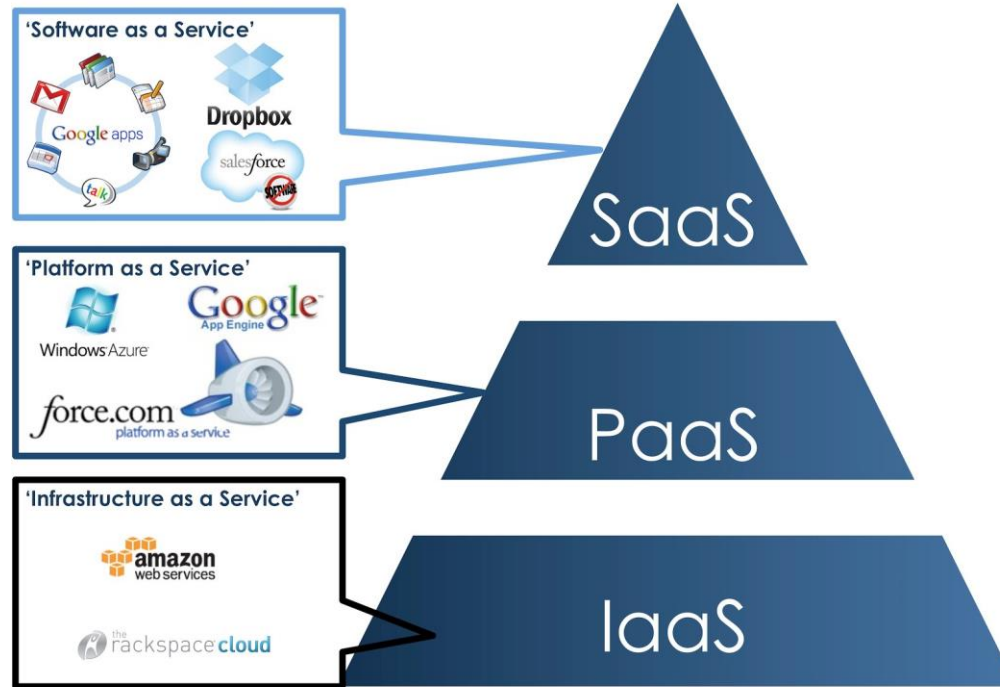 'Software as a Service'
Google apps
talk
Dropbox
salesforce
SOFTWARE
SaaS
'Platform as a Service'
Google™
App Engine
Windows Azure
force.com
platform as a service
PaaS
'Infrastructure as a Service'
amazon
web services
the
rackspace cloud
IaaS